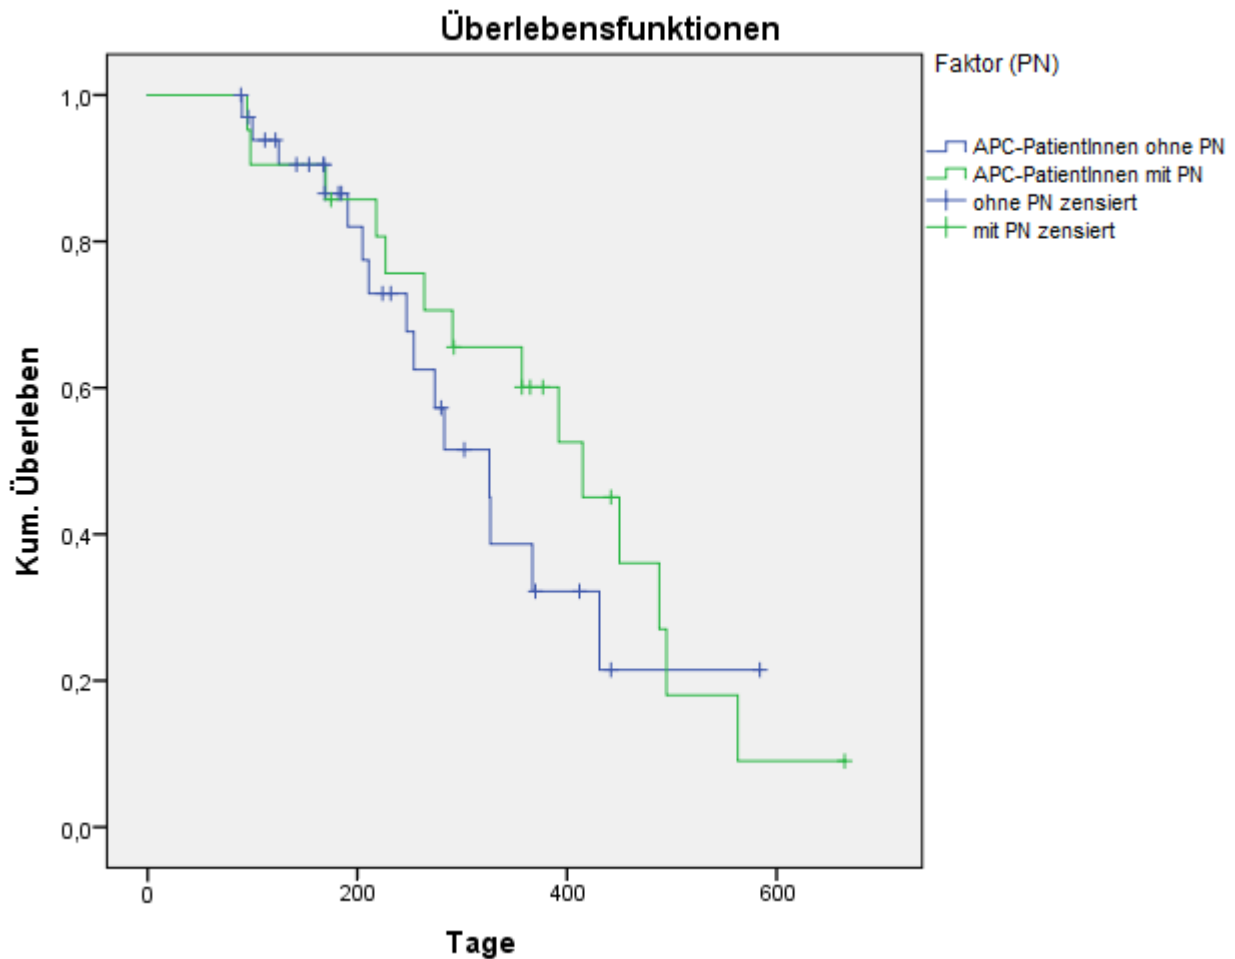 Überlebensfunktionen
Faktor (PN)
APC-PatientInnen ohne PN
APC-PatientInnen mit PN
ohne PN zensiert
mit PN zensiert
Kum. Überleben
1,0
0,8
0,6
0,4
0,2
0,0
0 200 400 600
Tage